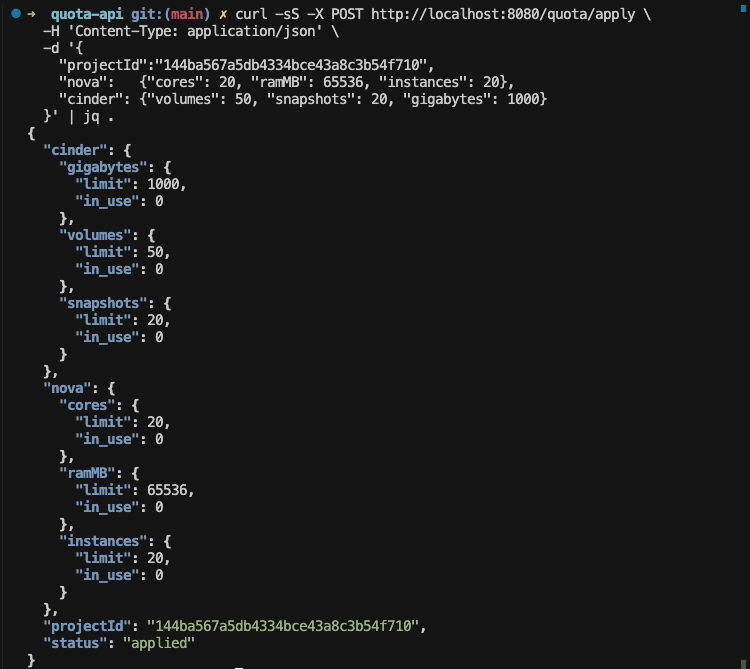 ➜  quota-api git:(main) ✗ curl -sS -X POST http://localhost:8080/quota/apply \
  -H 'Content-Type: application/json' \
  -d '{
    "projectId":"144ba567a5db4334bce43a8c3b54f710",
    "nova":   {"cores": 20, "ramMB": 65536, "instances": 20},
    "cinder": {"volumes": 50, "snapshots": 20, "gigabytes": 1000}
  }' | jq .
{
  "cinder": {
    "gigabytes": {
      "limit": 1000,
      "in_use": 0
    },
    "volumes": {
      "limit": 50,
      "in_use": 0
    },
    "snapshots": {
      "limit": 20,
      "in_use": 0
    }
  },
  "nova": {
    "cores": {
      "limit": 20,
      "in_use": 0
    },
    "ramMB": {
      "limit": 65536,
      "in_use": 0
    },
    "instances": {
      "limit": 20,
      "in_use": 0
    }
  },
  "projectId": "144ba567a5db4334bce43a8c3b54f710",
  "status": "applied"
}